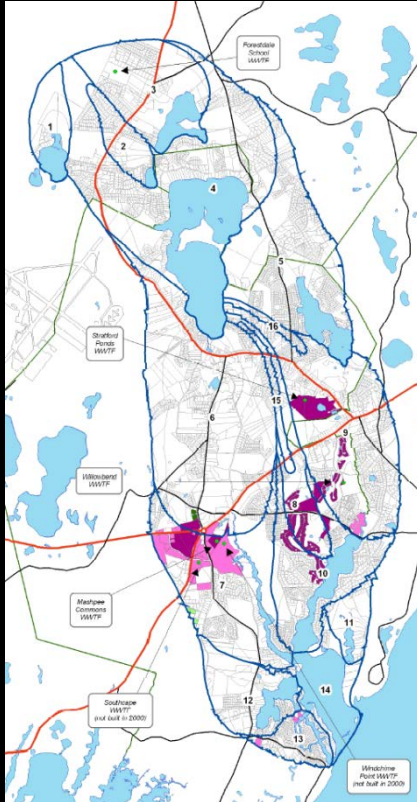 Forestdale
School
WWTF
3
1
2
4
5
16
Stratford
Ponds
WWTF
15
6
9
Willowbend
WWTF
8
10
7
Mashpee
Commons
WWTF
11
14
12
Southcape
WWTF
(not built in 2000)
13
Windchime
Point WWTF
(not built in 2000)